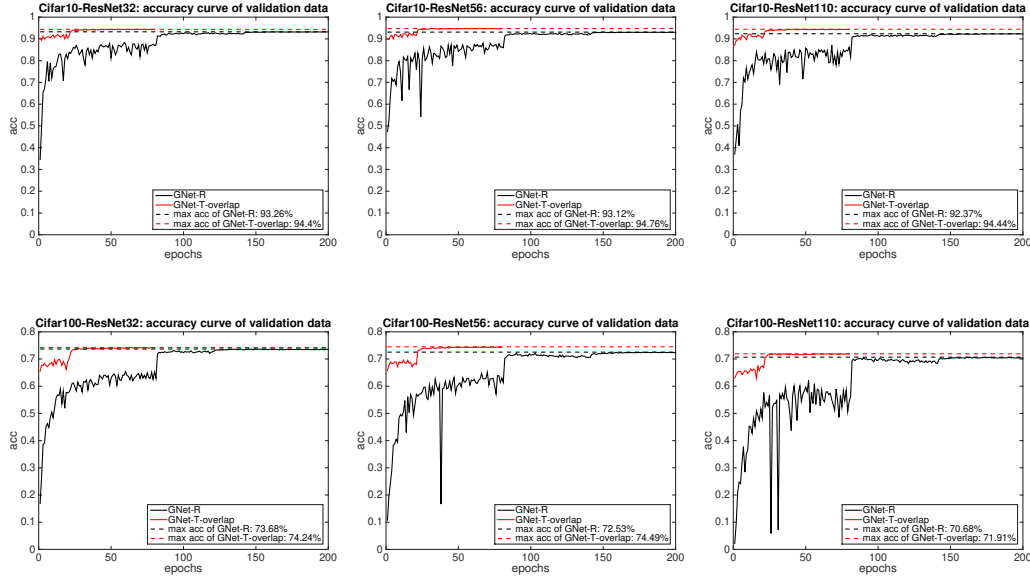 Cifar10-ResNet32: accuracy curve of validation data
1
0.9
0.8
0.7
0.6
0.5
0.4
0.3
0.2
0.1
0
acc
0 50 100 150 200
epochs
GNet-R
GNet-T-overlap
max acc of GNet-R: 93.26%
max acc of GNet-T-overlap: 94.4%
Cifar10-ResNet56: accuracy curve of validation data
1
0.9
0.8
0.7
0.6
0.5
0.4
0.3
0.2
0.1
0
acc
0 50 100 150 200
epochs
GNet-R
GNet-T-overlap
max acc of GNet-R: 93.12%
max acc of GNet-T-overlap: 94.76%
Cifar10-ResNet110: accuracy curve of validation data
1
0.9
0.8
0.7
0.6
0.5
0.4
0.3
0.2
0.1
0
acc
0 50 100 150 200
epochs
GNet-R
GNet-T-overlap
max acc of GNet-R: 92.37%
max acc of GNet-T-overlap: 94.44%
Cifar100-ResNet32: accuracy curve of validation data
0.8
0.7
0.6
0.5
0.4
0.3
0.2
0.1
0
acc
0 50 100 150 200
epochs
GNet-R
GNet-T-overlap
max acc of GNet-R: 73.68%
max acc of GNet-T-overlap: 74.24%
Cifar100-ResNet56: accuracy curve of validation data
0.8
0.7
0.6
0.5
0.4
0.3
0.2
0.1
0
acc
0 50 100 150 200
epochs
GNet-R
GNet-T-overlap
max acc of GNet-R: 72.53%
max acc of GNet-T-overlap: 74.49%
Cifar100-ResNet110: accuracy curve of validation data
0.8
0.7
0.6
0.5
0.4
0.3
0.2
0.1
0
acc
0 50 100 150 200
epochs
GNet-R
GNet-T-overlap
max acc of GNet-R: 70.68%
max acc of GNet-T-overlap: 71.91%